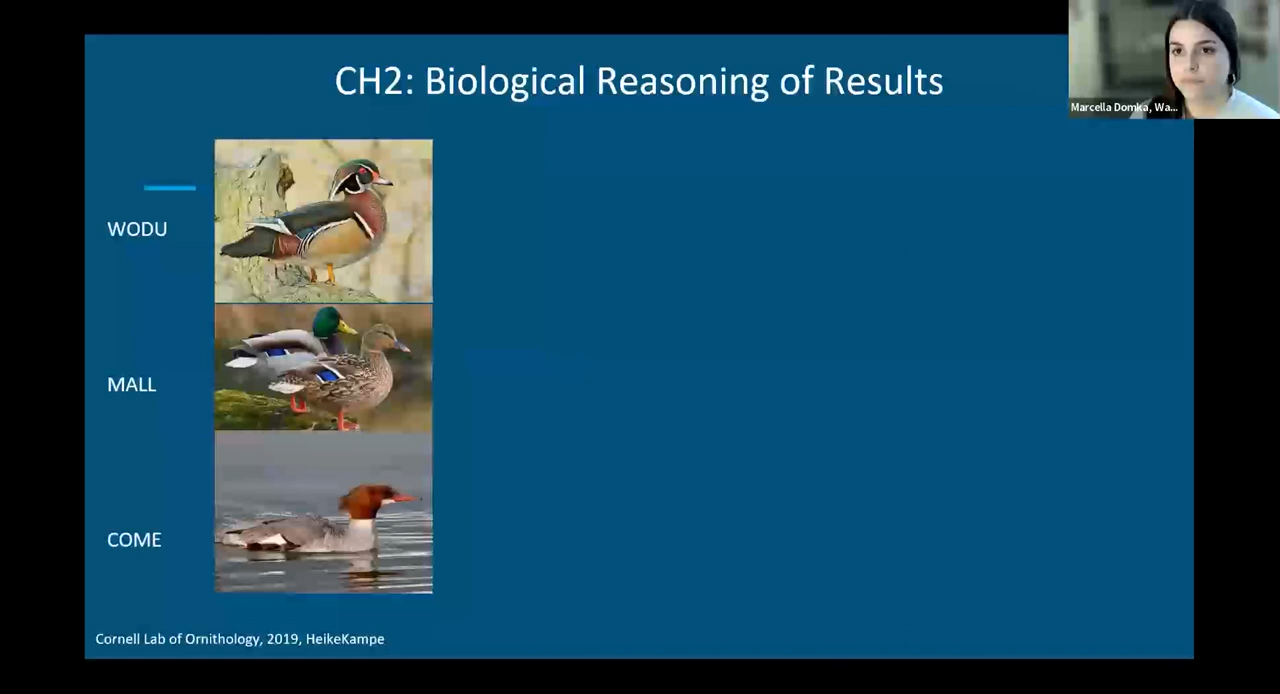 CH2: Biological Reasoning of Results
Marcella Domka, Wa...
WODU
MALL
COME
Cornell Lab of Ornithology, 2019, HeikeKampe